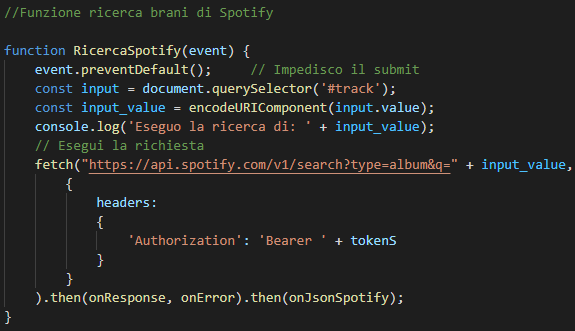 //Funzione ricerca brani di Spotify
function RicercaSpotify(event) {
event.preventDefault();     // Impedisco il submit
const input = document.querySelector('#track');
const input_value = encodeURIComponent(input.value);
console.log('Eseguo la ricerca di: ' + input_value);
// Esegui la richiesta
fetch("https://api.spotify.com/v1/search?type=album&q=" + input_value,
{
headers:
{
'Authorization': 'Bearer ' + tokenS
}
}
).then(onResponse, onError).then(onJsonSpotify);
}